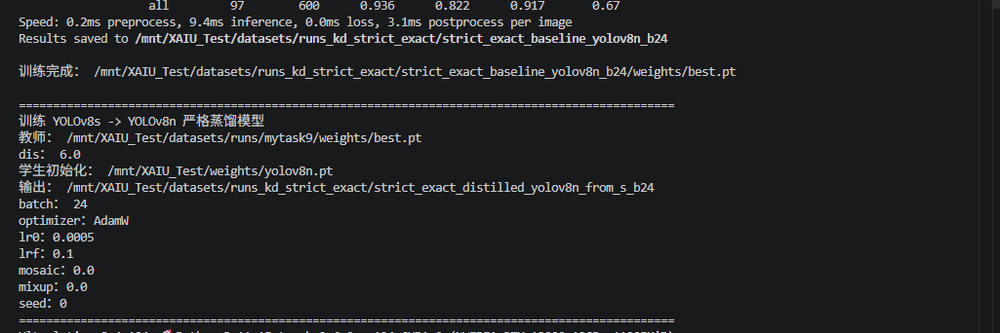 all 97 600 0.936 0.822 0.917 0.67
Speed: 0.2ms preprocess, 9.4ms inference, 0.0ms loss, 3.1ms postprocess per image
Results saved to /mnt/XAIU_Test/datasets/runs_kd_strict_exact/strict_exact_baseline_yolov8n_b24
训练完成： /mnt/XAIU_Test/datasets/runs_kd_strict_exact/strict_exact_baseline_yolov8n_b24/weights/best.pt
================================================================================
训练 YOLOv8s -> YOLOv8n 严格蒸馏模型
教师： /mnt/XAIU_Test/datasets/runs/mytask9/weights/best.pt
dis： 6.0
学生初始化： /mnt/XAIU_Test/weights/yolov8n.pt
输出： /mnt/XAIU_Test/datasets/runs_kd_strict_exact/strict_exact_distilled_yolov8n_from_s_b24
batch： 24
optimizer：AdamW
lr0：0.0005
lrf：0.1
mosaic：0.0
mixup：0.0
seed：0
================================================================================